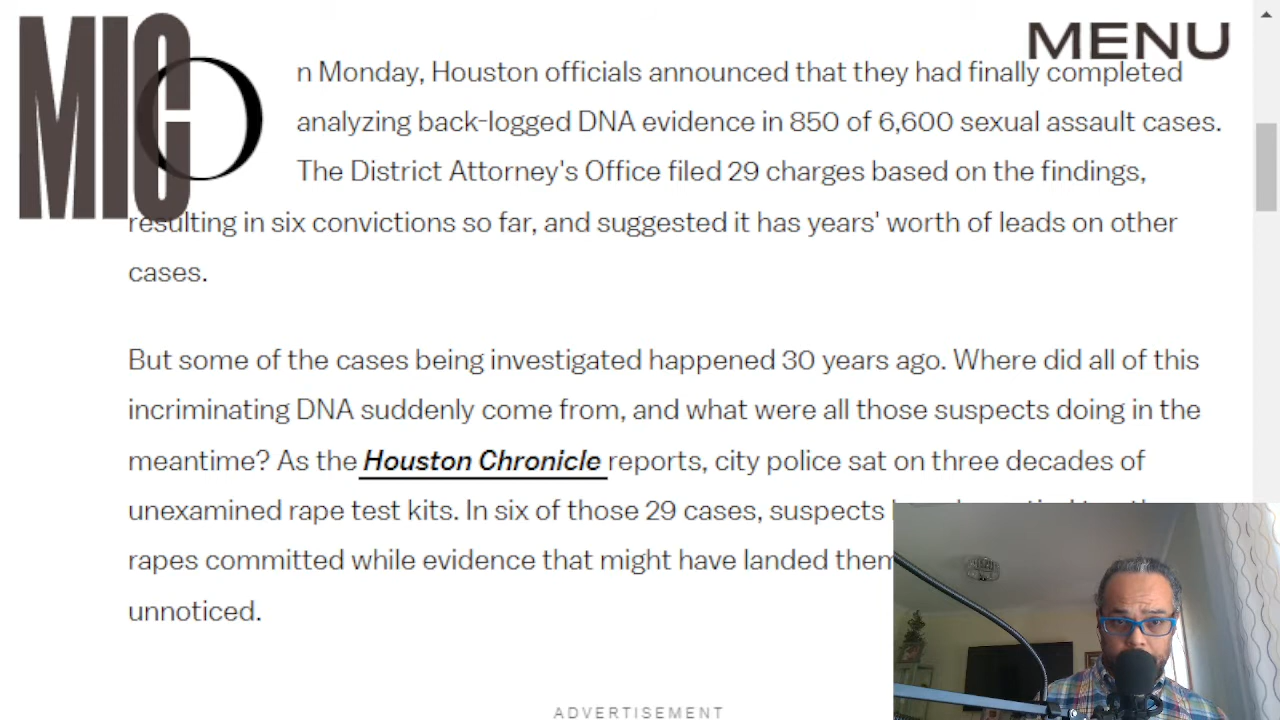 MIC
MENU
On Monday, Houston officials announced that they had finally completed
analyzing back-logged DNA evidence in 850 of 6,600 sexual assault cases.
The District Attorney's Office filed 29 charges based on the findings,
resulting in six convictions so far, and suggested it has years' worth of leads on other
cases.
But some of the cases being investigated happened 30 years ago. Where did all of this
incriminating DNA suddenly come from, and what were all those suspects doing in the
meantime? As the Houston Chronicle reports, city police sat on three decades of
unexamined rape test kits. In six of those 29 cases, suspects
rapes committed while evidence that might have landed them
unnoticed.
ADVERTISEMENT